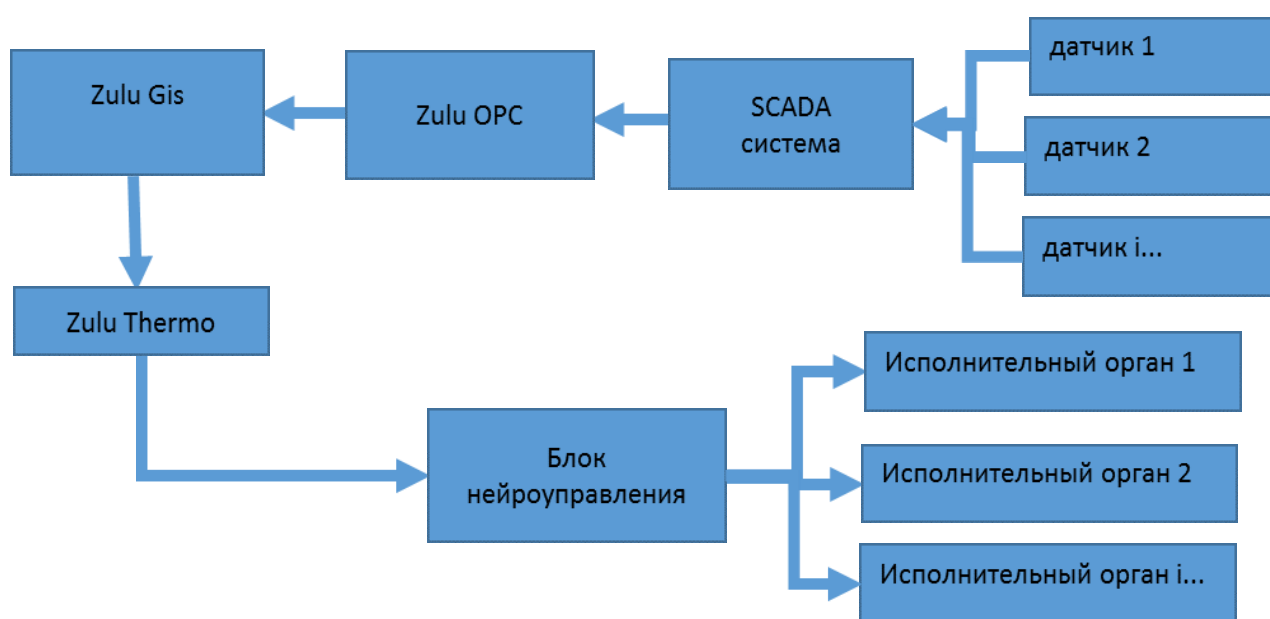 Zulu Gis
Zulu OPC
SCADA
система
датчик 1
датчик 2
датчик i...
Zulu Thermo
Блок
нейроуправления
Исполнительный орган 1
Исполнительный орган 2
Исполнительный орган i...